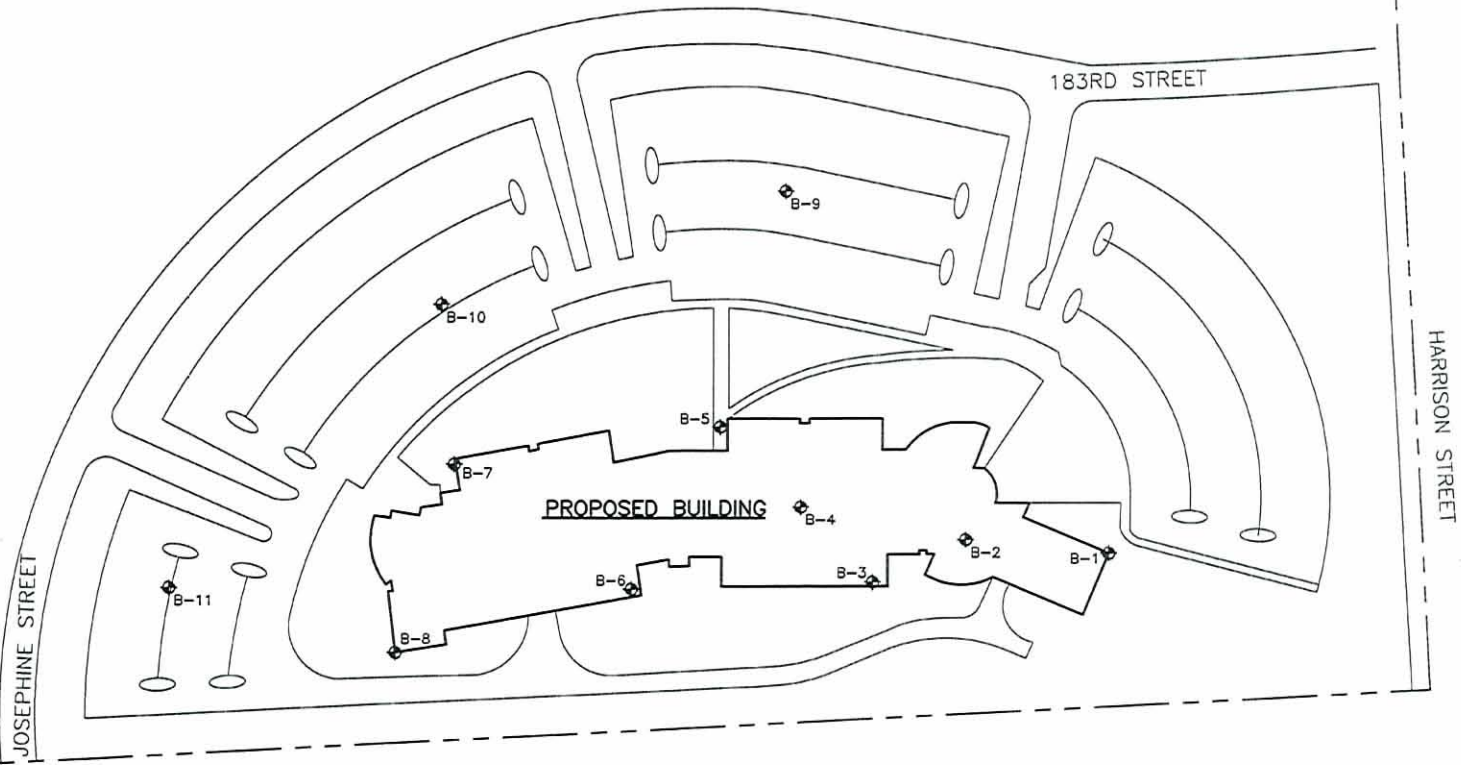 183RD STREET
B-9
B-10
HARRISON STREET
B-5
B-7
PROPOSED BUILDING
B-4
B-2
B-1
B-3
B-6
B-11
B-8
JOSEPHINE STREET